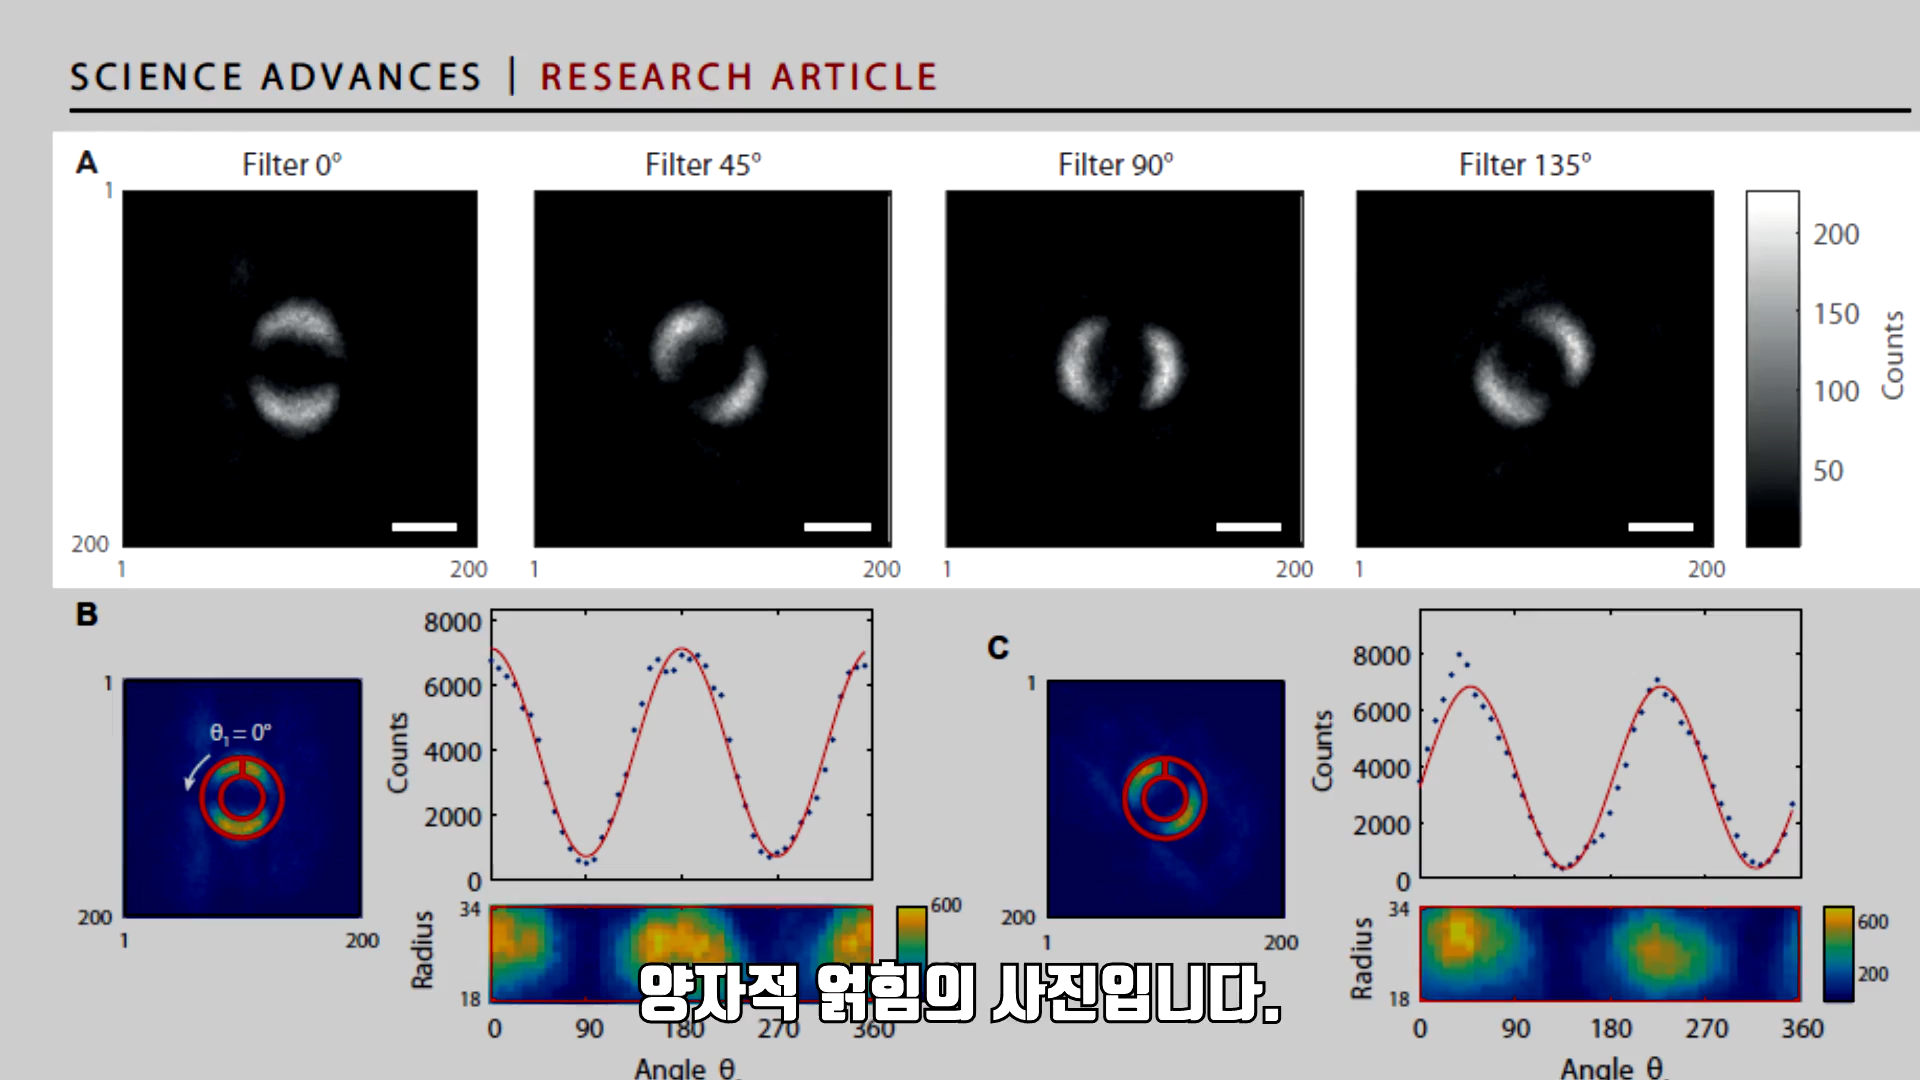 SCIENCE ADVANCES | RESEARCH ARTICLE
A
Filter 0° Filter 45° Filter 90° Filter 135°
1
200
1 200 1 200 1 200 1 200
200
150
100
50
Counts
B
1
θ1 = 0°
200
1 200
8000
6000
4000
2000
0
Counts
34
18
Radius
600
0 90 180 270 360
Angle θ
C
1
200
1 200
8000
6000
4000
2000
0
Counts
34
18
Radius
600
200
0 90 180 270 360
Angle θ
양자적 얽힘의 사진입니다.